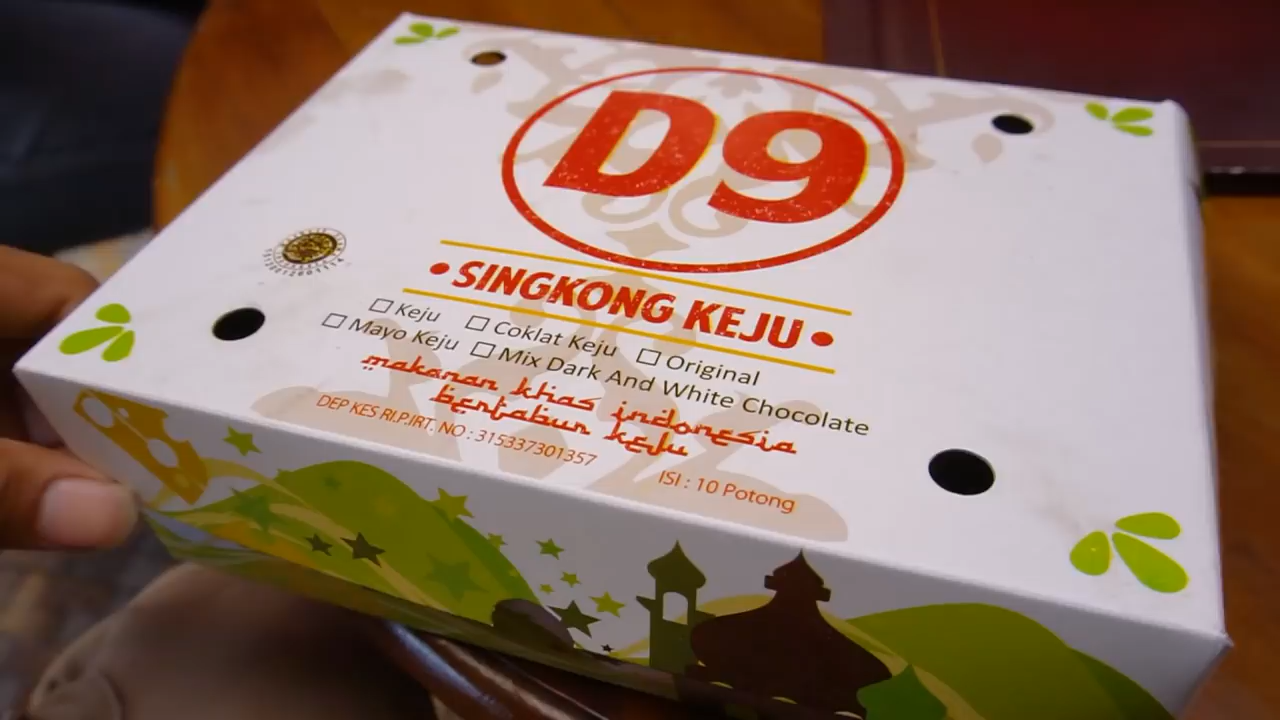 D9
• SINGKONG KEJU •
☐ Keju ☐ Coklat Keju ☐ Original
☐ Mayo Keju ☐ Mix Dark And White Chocolate
makanan khas indonesia
bertabur keju
DEP KES RI.P.IRT. NO : 315337301357
ISI : 10 Potong